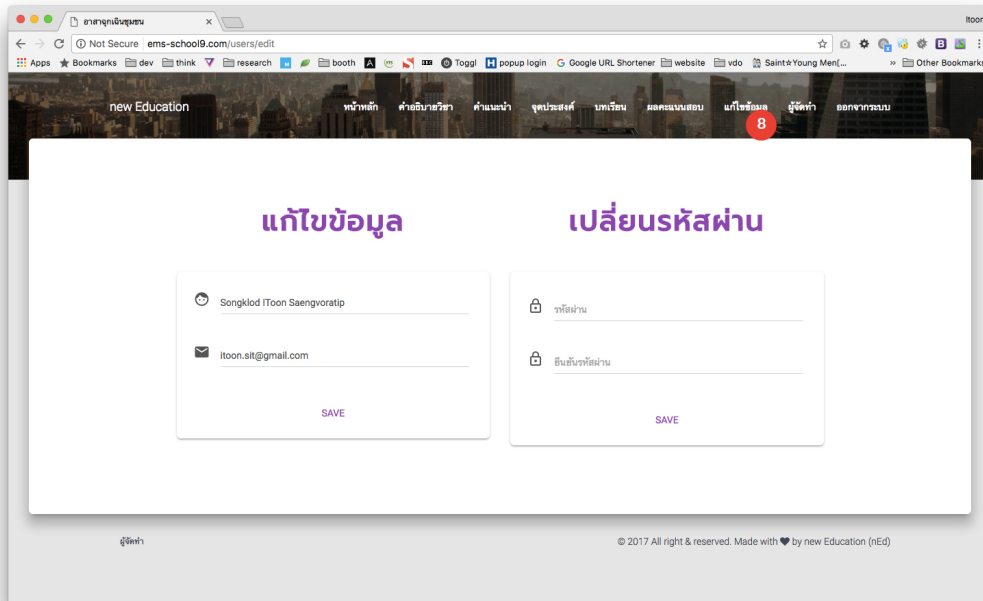 อาสาฉุกเฉินชุมชน
Itoon
Not Secure ems-school9.com/users/edit
Apps Bookmarks dev think research booth Toggl popup login Google URL Shortener website vdo Saint☆Young Men[... » Other Bookmarks
new Education หน้าหลัก คำอธิบายวิชา คำแนะนำ จุดประสงค์ บทเรียน ผลคะแนนสอบ แก้ไขข้อมูล ผู้จัดทำ ออกจากระบบ
8
แก้ไขข้อมูล
Songklod IToon Saengvoratip
itoon.sit@gmail.com
SAVE
เปลี่ยนรหัสผ่าน
รหัสผ่าน
ยืนยันรหัสผ่าน
SAVE
ผู้จัดทำ
© 2017 All right & reserved. Made with ♥ by new Education (nEd)